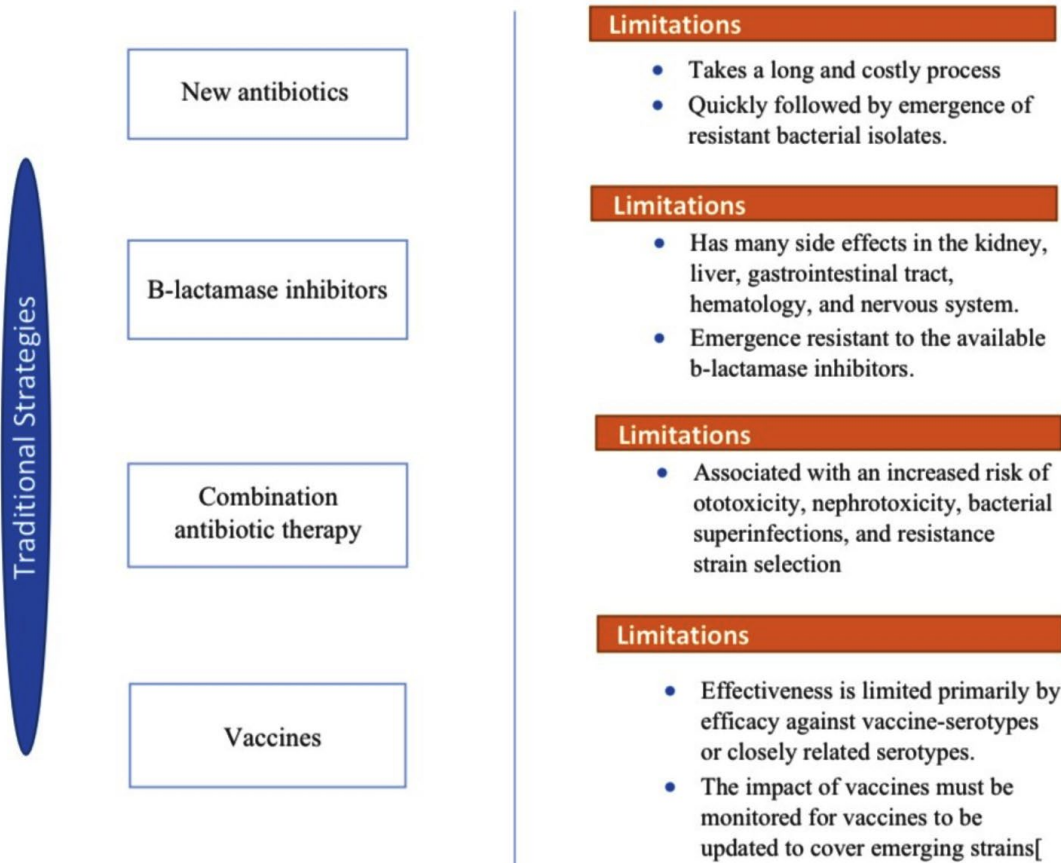 Traditional Strategies
New antibiotics
Limitations
• Takes a long and costly process
• Quickly followed by emergence of
resistant bacterial isolates.
B-lactamase inhibitors
Limitations
• Has many side effects in the kidney,
liver, gastrointestinal tract,
hematology, and nervous system.
• Emergence resistant to the available
b-lactamase inhibitors.
Combination
antibiotic therapy
Limitations
• Associated with an increased risk of
ototoxicity, nephrotoxicity, bacterial
superinfections, and resistance
strain selection
Vaccines
Limitations
• Effectiveness is limited primarily by
efficacy against vaccine-serotypes
or closely related serotypes.
• The impact of vaccines must be
monitored for vaccines to be
updated to cover emerging strains[